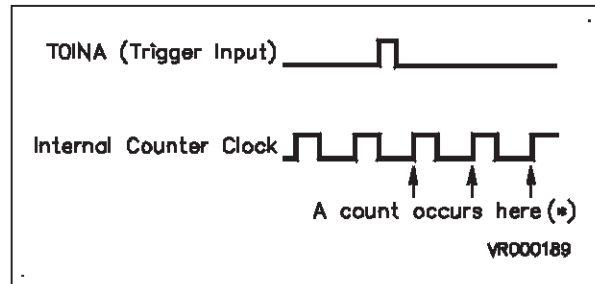 TOINA (Trigger Input)
Internal Counter Clock
A count occurs here (*)
VR000189